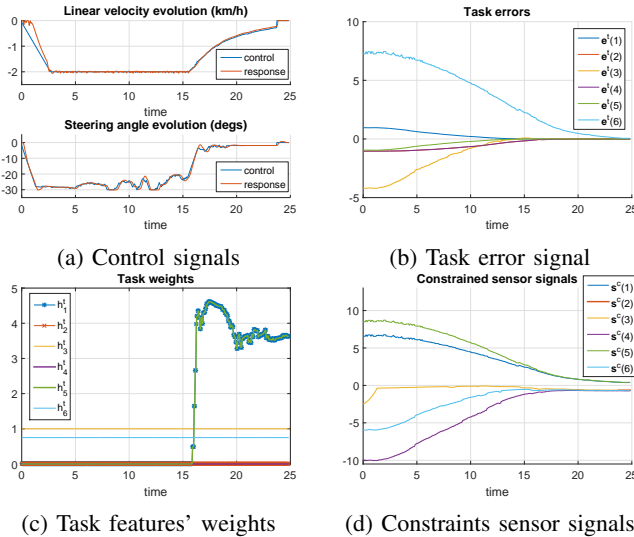 Linear velocity evolution (km/h)
0
-1
-2
control
response
0 5 10 15 20 25
time
Steering angle evolution (degs)
0
-10
-20
-30
control
response
0 5 10 15 20 25
time
(a) Control signals
Task errors
10
5
0
-5
e^t(1)
e^t(2)
e^t(3)
e^t(4)
e^t(5)
e^t(6)
0 5 10 15 20 25
time
(b) Task error signal
Task weights
5
4
3
2
1
0
h^t_1
h^t_2
h^t_3
h^t_4
h^t_5
h^t_6
0 5 10 15 20 25
time
(c) Task features' weights
Constrained sensor signals
10
5
0
-5
-10
s^c(1)
s^c(2)
s^c(3)
s^c(4)
s^c(5)
s^c(6)
0 5 10 15 20 25
time
(d) Constraints sensor signals